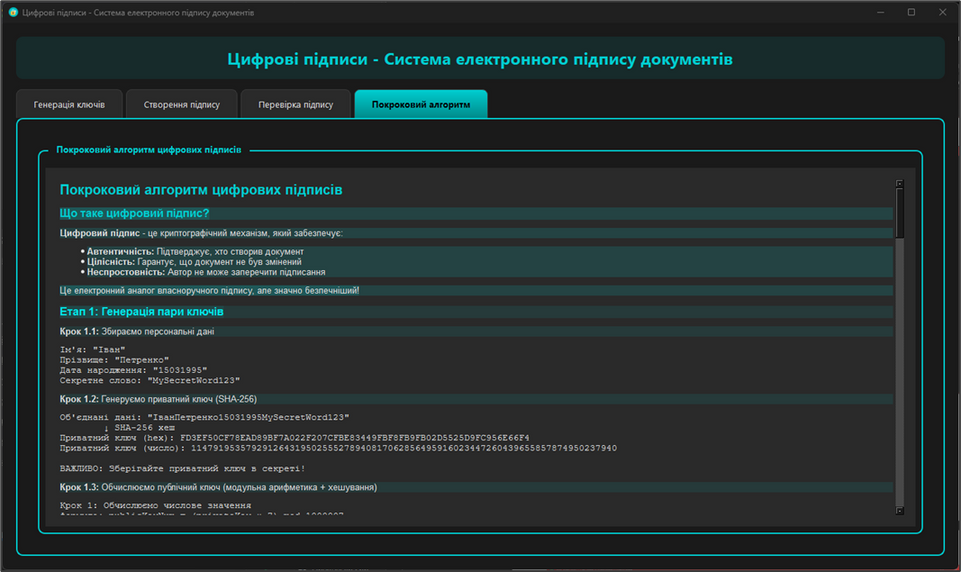 Цифрові підписи - Система електронного підпису документів
Цифрові підписи - Система електронного підпису документів
Генерація ключів
Створення підпису
Перевірка підпису
Покроковий алгоритм
Покроковий алгоритм цифрових підписів
Покроковий алгоритм цифрових підписів
Що таке цифровий підпис?
Цифровий підпис - це криптографічний механізм, який забезпечує:
• Автентичність: Підтверджує, хто створив документ
• Цілісність: Гарантує, що документ не був змінений
• Неспростовність: Автор не може заперечити підписання
Це електронний аналог власноручного підпису, але значно безпечніший!
Етап 1: Генерація пари ключів
Крок 1.1: Збираємо персональні дані
Ім'я: "Іван"
Прізвище: "Петренко"
Дата народження: "15031995"
Секретне слово: "MySecretWord123"
Крок 1.2: Генеруємо приватний ключ (SHA-256)
Об'єднані дані: "ІванПетренко15031995MySecretWord123"
↓ SHA-256 хеш
Приватний ключ (hex): FD3EF50CF78EAD89BF7A022F207CFBE83449FBF8FB9FB02D5525D9FC956E66F4
Приватний ключ (число): 114791953579291264319502555278940817062856495916023447260439655857874950237940
ВАЖЛИВО: Зберігайте приватний ключ в секреті!
Крок 1.3: Обчислюємо публічний ключ (модульна арифметика + хешування)
Крок 1: Обчислюємо числове значення